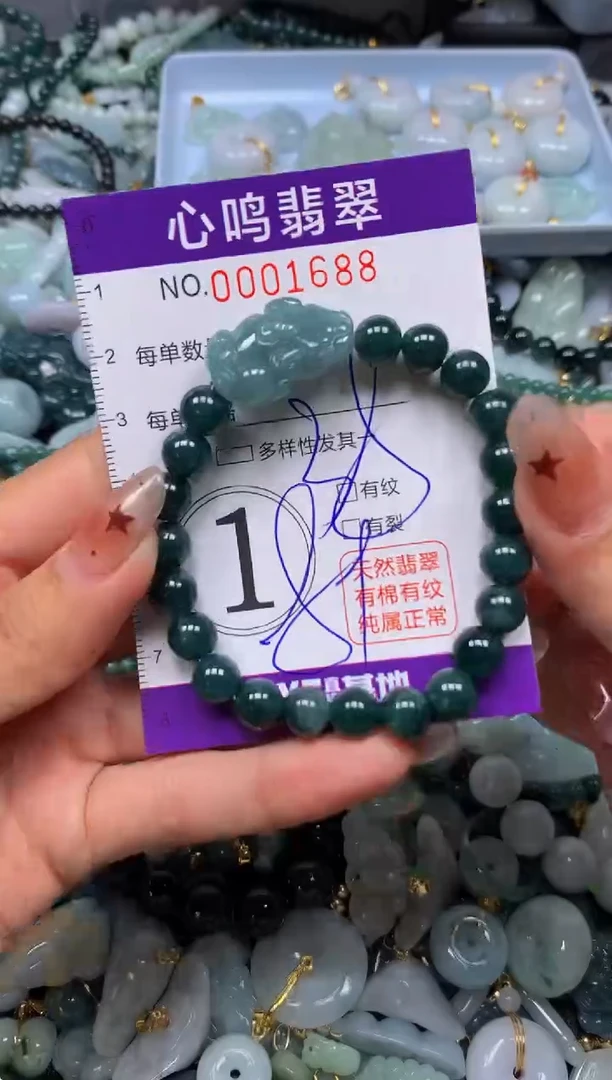 心鸣翡翠
NO.0001688
每单数
每单
多样性发其一
有纹
有裂
1
天然翡翠
有棉有纹
纯属正常
基地
1
2
3
7